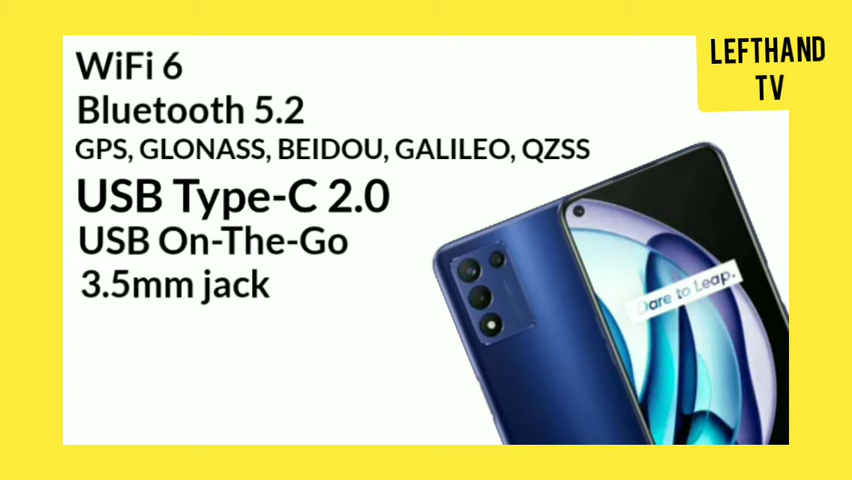 WiFi 6
Bluetooth 5.2
GPS, GLONASS, BEIDOU, GALILEO, QZSS
USB Type-C 2.0
USB On-The-Go
3.5mm jack
LEFTHAND
TV
Dare to Leap.